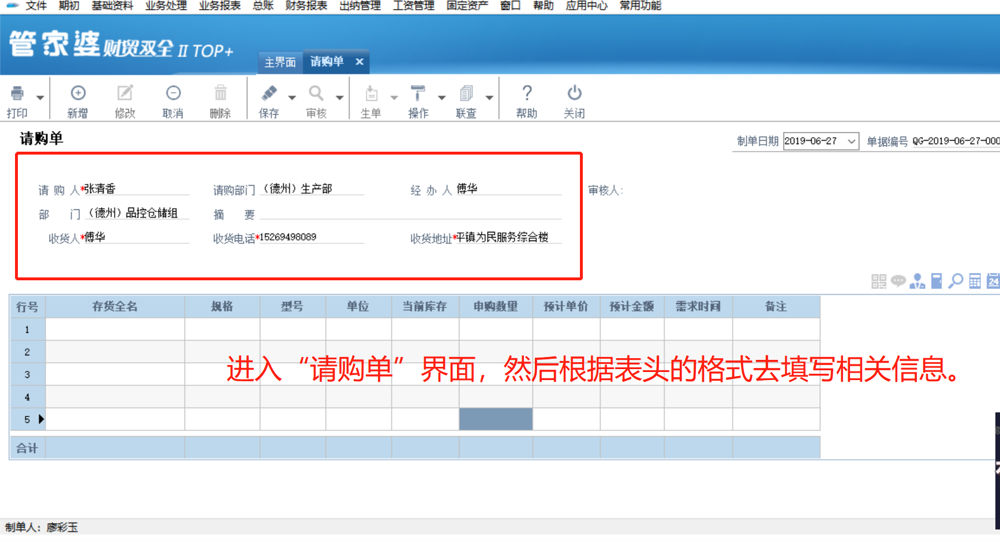 文件 期初 基础资料 业务处理 业务报表 总账 财务报表 出纳管理 工资管理 固定资产 窗口 帮助 应用中心 常用功能
管家婆 财贸双全 II TOP+
主界面 请购单 ×
打印 新增 修改 取消 删除 保存 审核 生单 操作 联查 帮助 关闭
请购单
制单日期 2019-06-27 单据编号 QG-2019-06-27-000
请 购 人*张清香 请购部门 （德州）生产部 经 办 人 傅华 审核人:
部 门 （德州）品控仓储组 摘 要
收货人*傅华 收货电话*15269498089 收货地址*平镇为民服务综合楼
24
行号 存货全名 规格 型号 单位 当前库存 申购数量 预计单价 预计金额 需求时间 备注
1
2
进入“请购单”界面，然后根据表头的格式去填写相关信息。
3
4
5
合计
制单人：廖彩玉